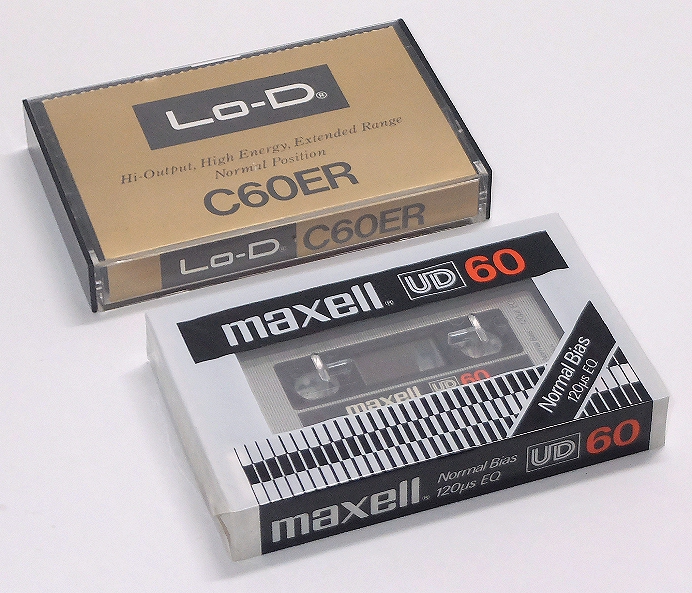 Lo-D®
Hi-Output, High Energy, Extended Range
Normal Position
C60ER
Lo-D® C60ER
maxell® UD 60
maxell UD 60
Normal Bias
120μs EQ
maxell® Normal Bias UD 60
120μs EQ